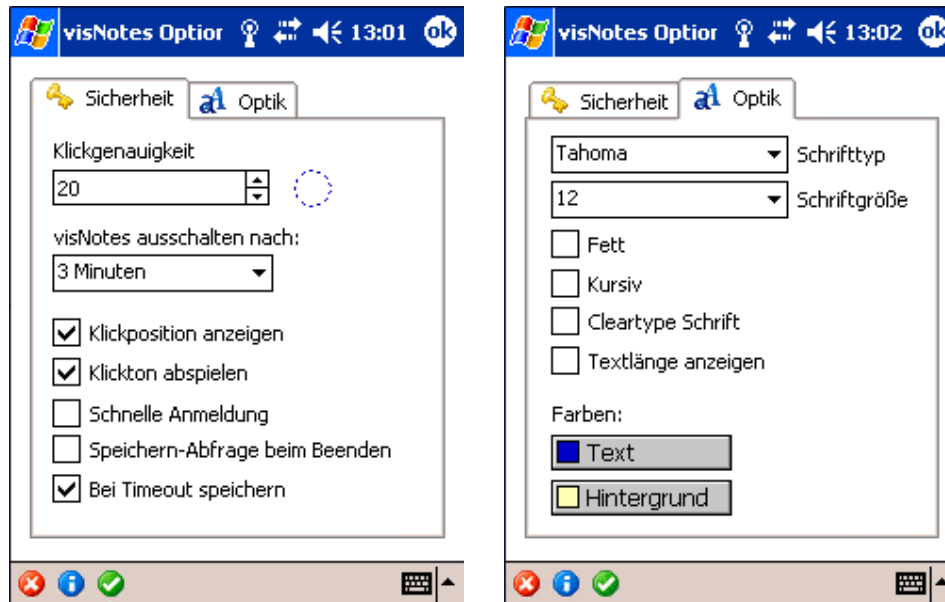 visNotes Optior 13:01 ok
Sicherheit Optik
Klickgenauigkeit
20
visNotes ausschalten nach:
3 Minuten
Klickposition anzeigen
Klickton abspielen
Schnelle Anmeldung
Speichern-Abfrage beim Beenden
Bei Timeout speichern
visNotes Optior 13:02 ok
Sicherheit Optik
Tahoma Schrifttyp
12 Schriftgröße
Fett
Kursiv
Cleartype Schrift
Textlänge anzeigen
Farben:
Text
Hintergrund